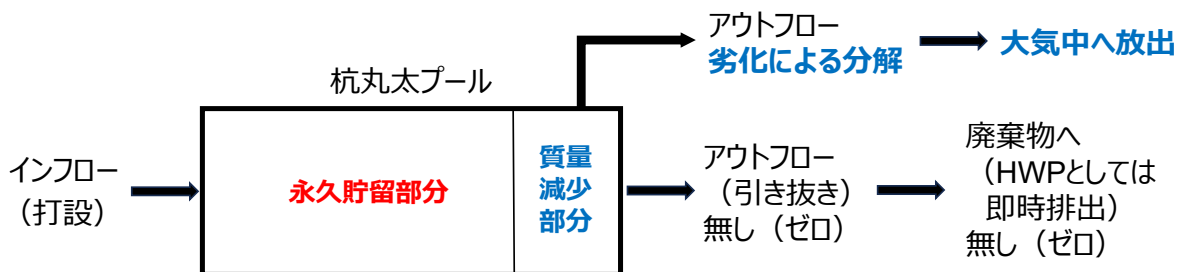 アウトフロー
劣化による分解
大気中へ放出
杭丸太プール
インフロー
（打設）
永久貯留部分
質量
減少
部分
アウトフロー
（引き抜き）
無し（ゼロ）
廃棄物へ
（HWPとしては
即時排出）
無し（ゼロ）